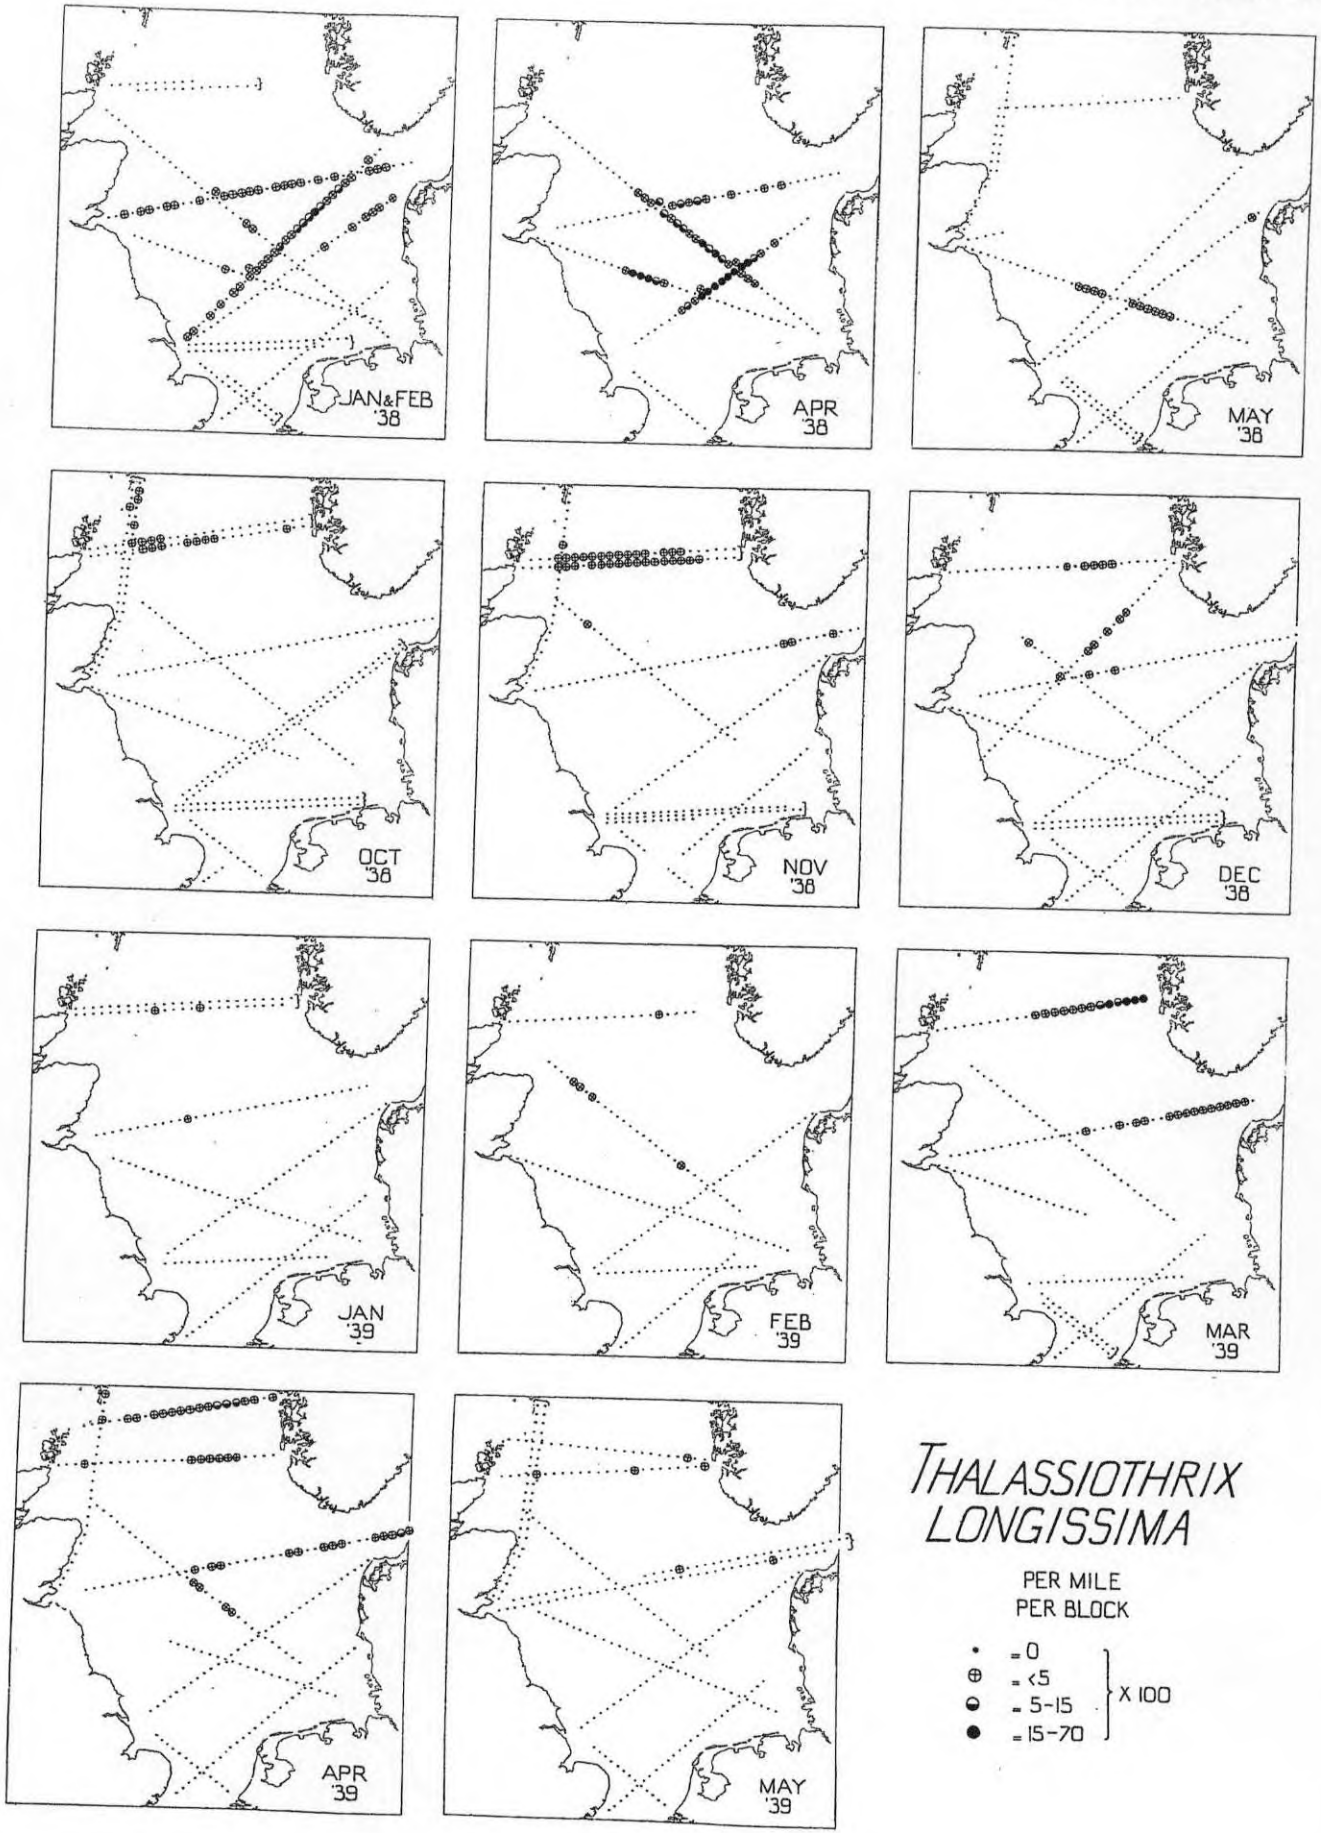 JAN&FEB
'38
APR
'38
MAY
'38
OCT
'38
NOV
'38
DEC
'38
JAN
'39
FEB
'39
MAR
'39
APR
'39
MAY
'39
THALASSIOTHRIX
LONGISSIMA
PER MILE
PER BLOCK
= 0
= <5
= 5-15
= 15-70
X 100